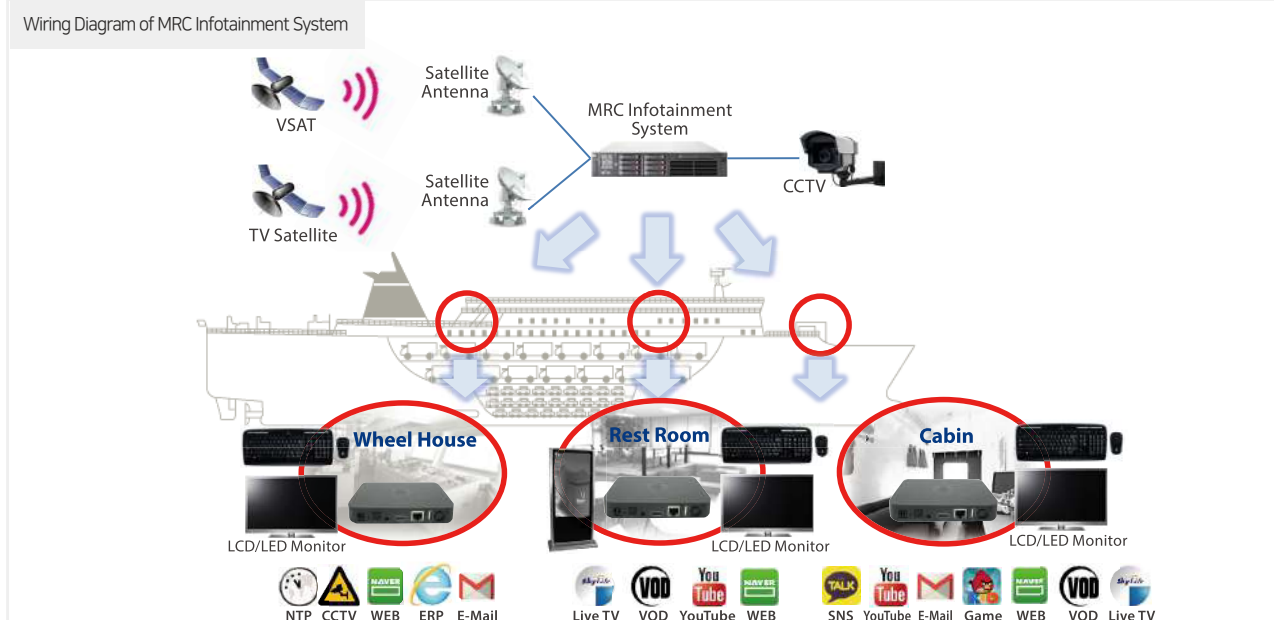 Wiring Diagram of MRC Infotainment System
Satellite
Antenna
VSAT
MRC Infotainment
System
CCTV
Satellite
Antenna
TV Satellite
Wheel House
Rest Room
Cabin
LCD/LED Monitor
LCD/LED Monitor
LCD/LED Monitor
NAVER
SkyLife
VOD
You
Tube
NAVER
TALK
You
Tube
NAVER
VOD
SkyLife
NTP CCTV WEB ERP E-Mail
Live TV VOD YouTube WEB
SNS YouTube E-Mail Game WEB VOD Live TV